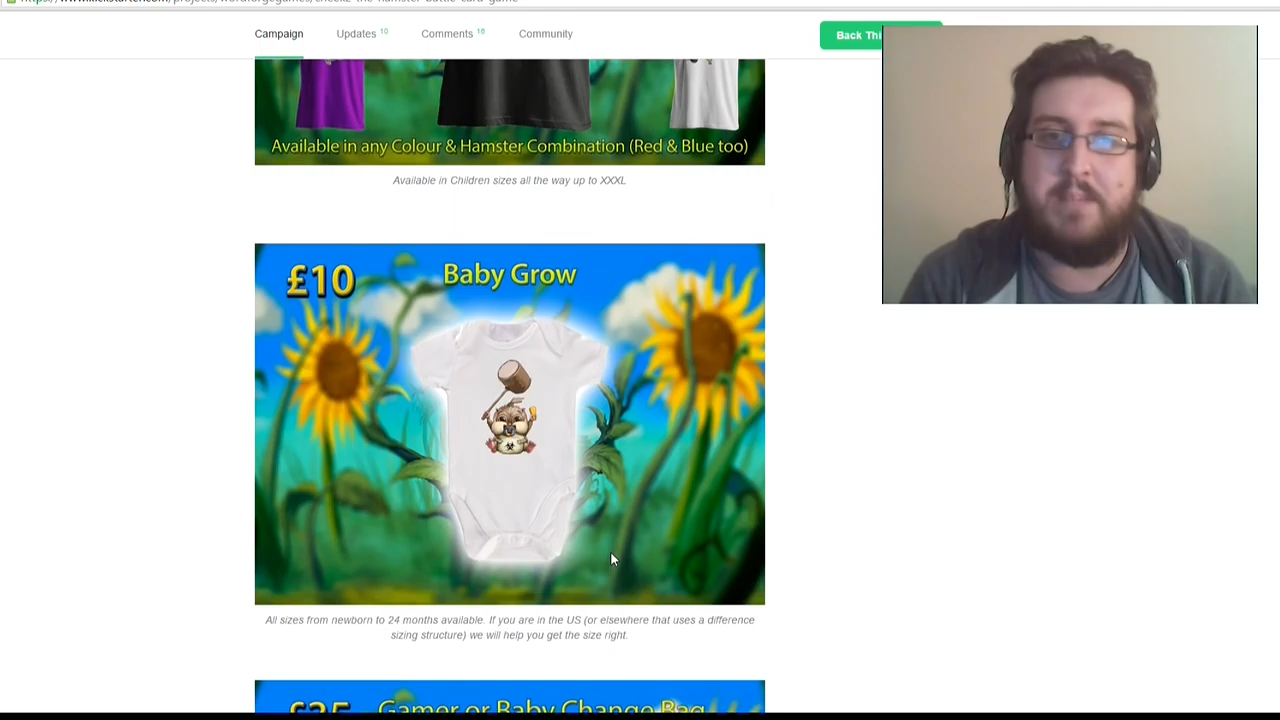 Campaign
Updates 10
Comments 16
Community
Back Thi
Available in any Colour & Hamster Combination (Red & Blue too)
Available in Children sizes all the way up to XXXL
£10
Baby Grow
All sizes from newborn to 24 months available. If you are in the US (or elsewhere that uses a difference
sizing structure) we will help you get the size right.
£35
Gamer or Baby Change Bag